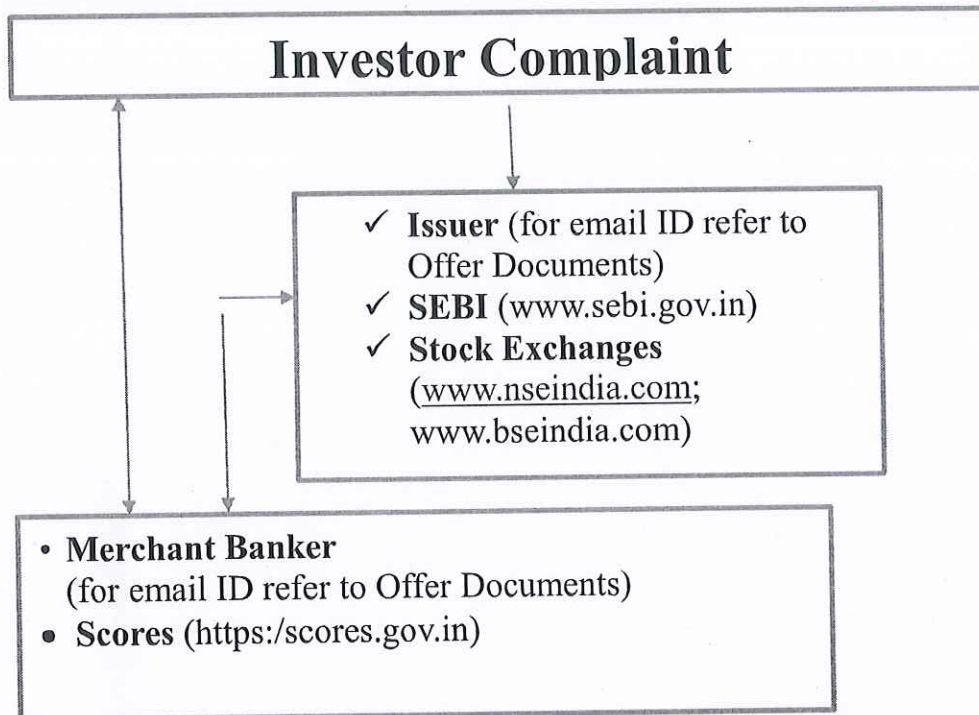 Investor Complaint
✓ Issuer (for email ID refer to
Offer Documents)
✓ SEBI (www.sebi.gov.in)
✓ Stock Exchanges
(www.nseindia.com;
www.bseindia.com)
• Merchant Banker
(for email ID refer to Offer Documents)
• Scores (https:/scores.gov.in)